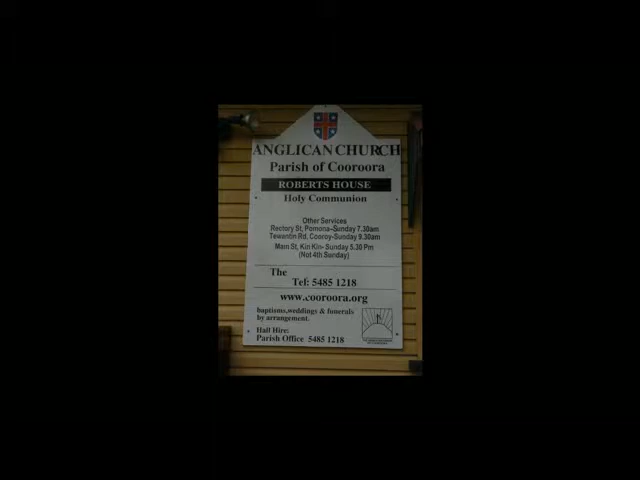 ANGLICAN CHURCH
Parish of Cooroora
ROBERTS HOUSE
Holy Communion
Other Services
Rectory St, Pomona-Sunday 7.30am
Tewantin Rd, Cooroy-Sunday 9.30am
Main St, Kin Kin- Sunday 5.30 Pm
(Not 4th Sunday)
The
Tel: 5485 1218
www.cooroora.org
baptisms,weddings & funerals
by arrangement.
Hall Hire:
Parish Office 5485 1218